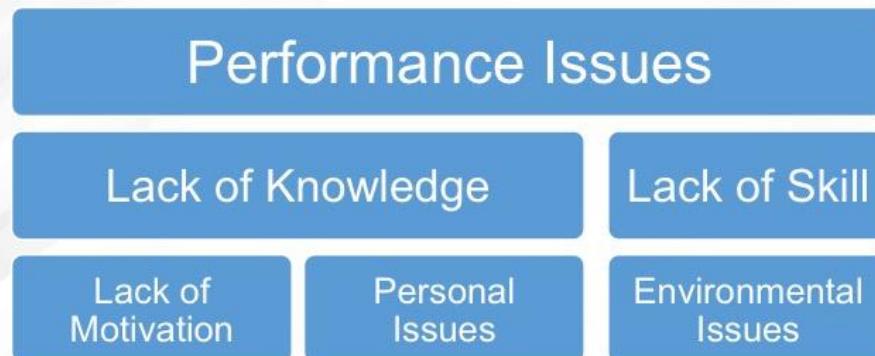 Performance Issues
Lack of Knowledge
Lack of Skill
Lack of
Motivation
Personal
Issues
Environmental
Issues